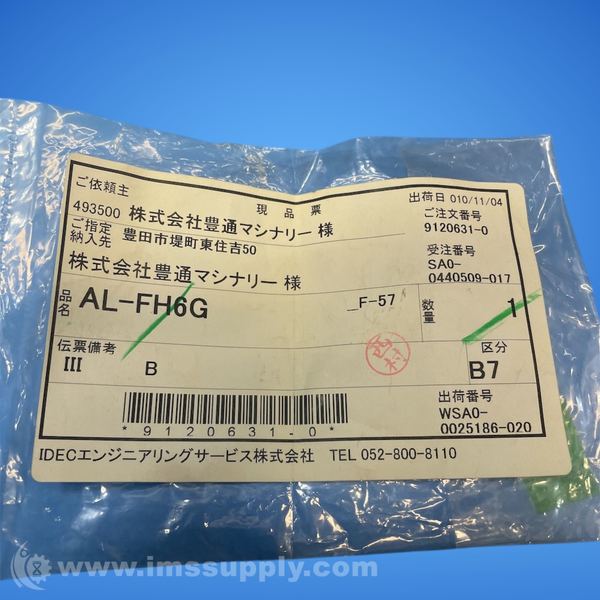 ご依頼主
現品票
出荷日 010/11/04
493500 株式会社豊通マシナリー 様
ご注文番号
9120631-0
ご指定納入先 豊田市堤町東住吉50
受注番号
SA0-
0440509-017
株式会社豊通マシナリー 様
品名 AL-FH6G _F-57
数量 1
伝票備考
III B
区分
B7
出荷番号
WSA0-
0025186-020
*9120631-0*
IDECエンジニアリングサービス株式会社 TEL 052-800-8110
www.imssupply.com